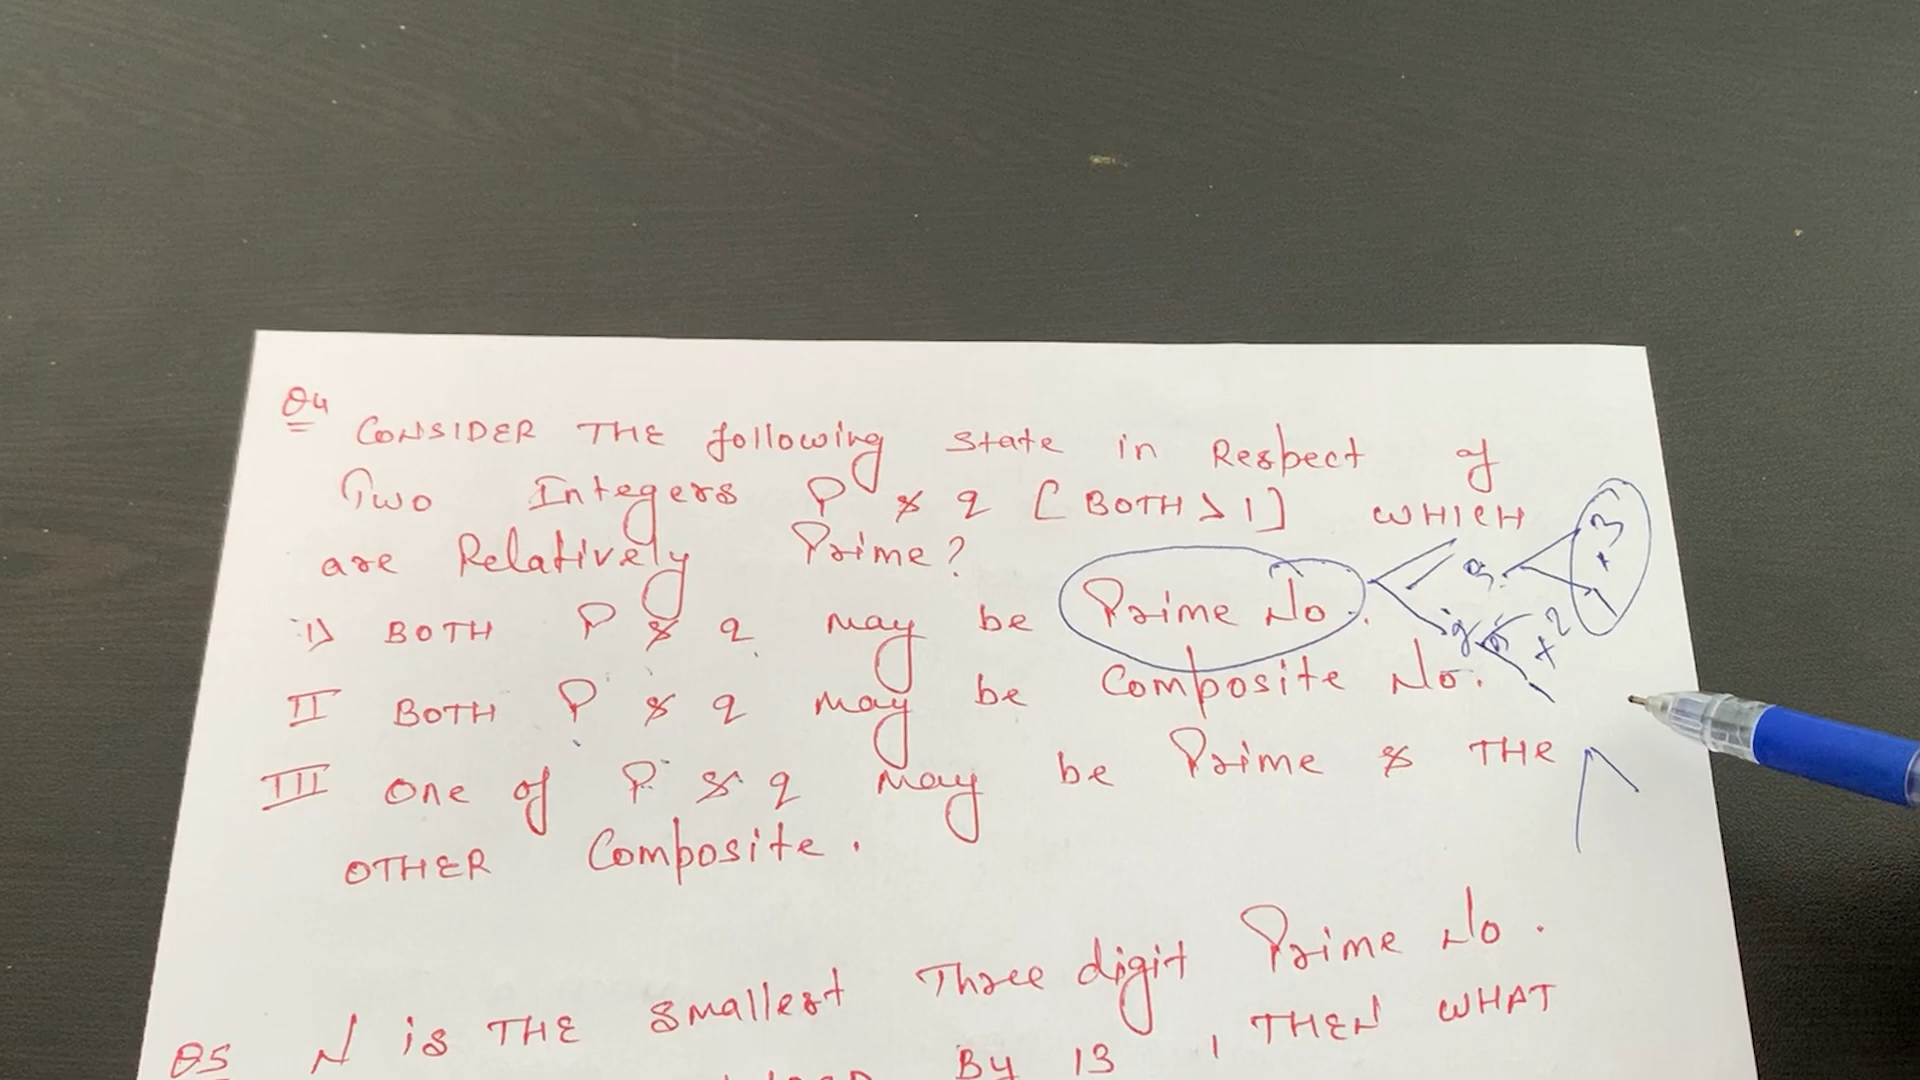 Q4
CONSIDER THE following state in Respect of
Two Integers P & q [BOTH > 1] WHICH
are Relatively Prime?
I) BOTH P & q may be Prime No.
II BOTH P & q may be Composite No.
III One of P & q may be Prime & THE
OTHER Composite.
Q5 N is THE smallest Three digit Prime No.
By 13, THEN WHAT
3
+2